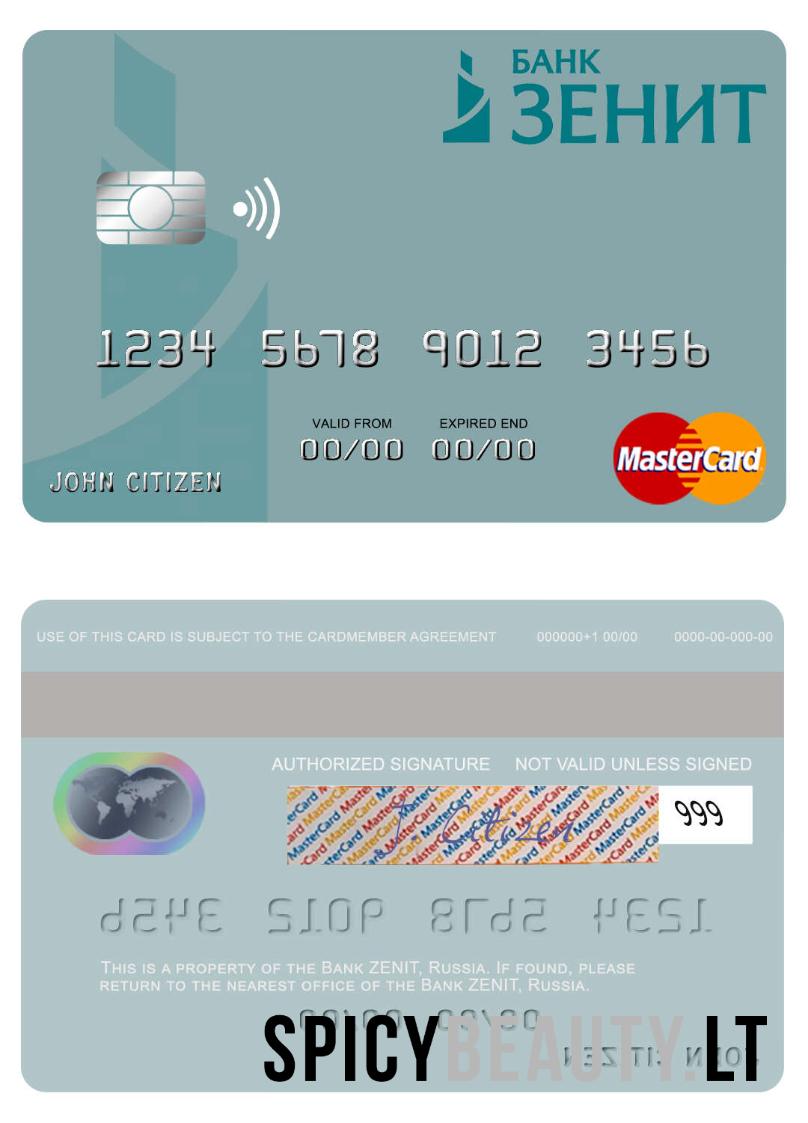 БАНК
ЗЕНИТ
1234 5678 9012 3456
VALID FROM EXPIRED END
00/00 00/00
JOHN CITIZEN
MasterCard
USE OF THIS CARD IS SUBJECT TO THE CARDMEMBER AGREEMENT 000000+1 00/00 0000-00-000-00
AUTHORIZED SIGNATURE NOT VALID UNLESS SIGNED
J Citizen
999
THIS IS A PROPERTY OF THE BANK ZENIT, RUSSIA. IF FOUND, PLEASE
RETURN TO THE NEAREST OFFICE OF THE BANK ZENIT, RUSSIA.
SPICYBEAUTY.LT